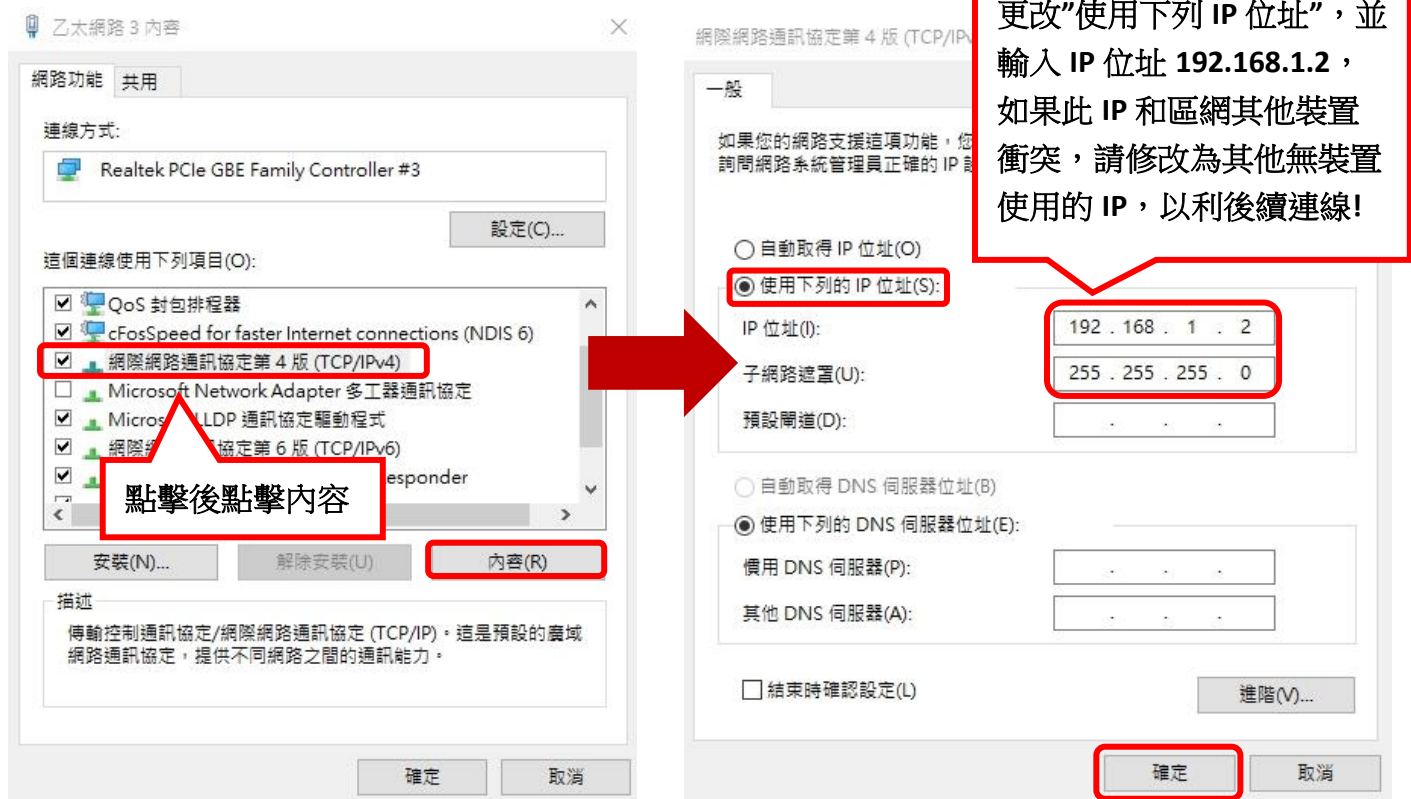 乙太網路 3 內容
網路功能 共用
連線方式:
Realtek PCIe GBE Family Controller #3
設定(C)...
這個連線使用下列項目(O):
QoS 封包排程器
cFosSpeed for faster Internet connections (NDIS 6)
網際網路通訊協定第 4 版 (TCP/IPv4)
Microsoft Network Adapter 多工器通訊協定
LLDP 通訊協定驅動程式
協定第 6 版 (TCP/IPv6)
點擊後點擊內容
安裝(N)... 解除安裝(U) 內容(R)
描述
傳輸控制通訊協定/網際網路通訊協定 (TCP/IP)。這是預設的廣域
網路通訊協定，提供不同網路之間的通訊能力。
確定 取消
網際網路通訊協定第 4 版 (TCP/IPv
一般
如果您的網路支援這項功能，您
詢問網路系統管理員正確的 IP
更改"使用下列 IP 位址"，並
輸入 IP 位址 192.168.1.2，
如果此 IP 和區網其他裝置
衝突，請修改為其他無裝置
使用的 IP，以利後續連線!
自動取得 IP 位址(O)
使用下列的 IP 位址(S):
IP 位址(I): 192 . 168 . 1 . 2
子網路遮罩(U): 255 . 255 . 255 . 0
預設閘道(D): . . .
自動取得 DNS 伺服器位址(B)
使用下列的 DNS 伺服器位址(E):
慣用 DNS 伺服器(P): . . .
其他 DNS 伺服器(A): . . .
結束時確認設定(L)
進階(V)...
確定 取消